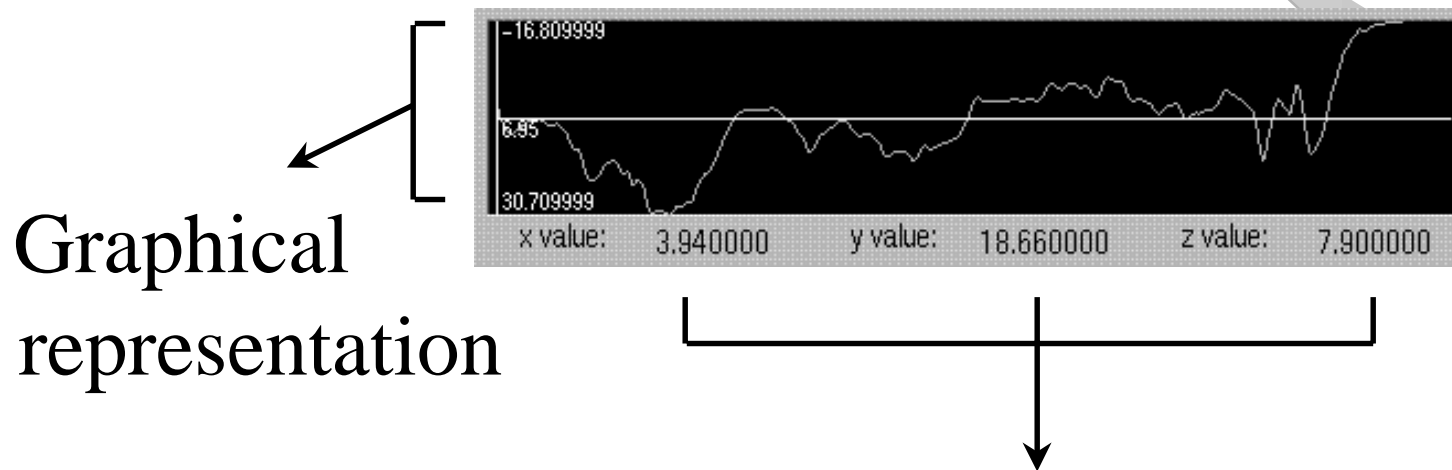 -16.809999
6.95
30.709999
x value: 3.940000 y value: 18.660000 z value: 7.900000
Graphical
representation